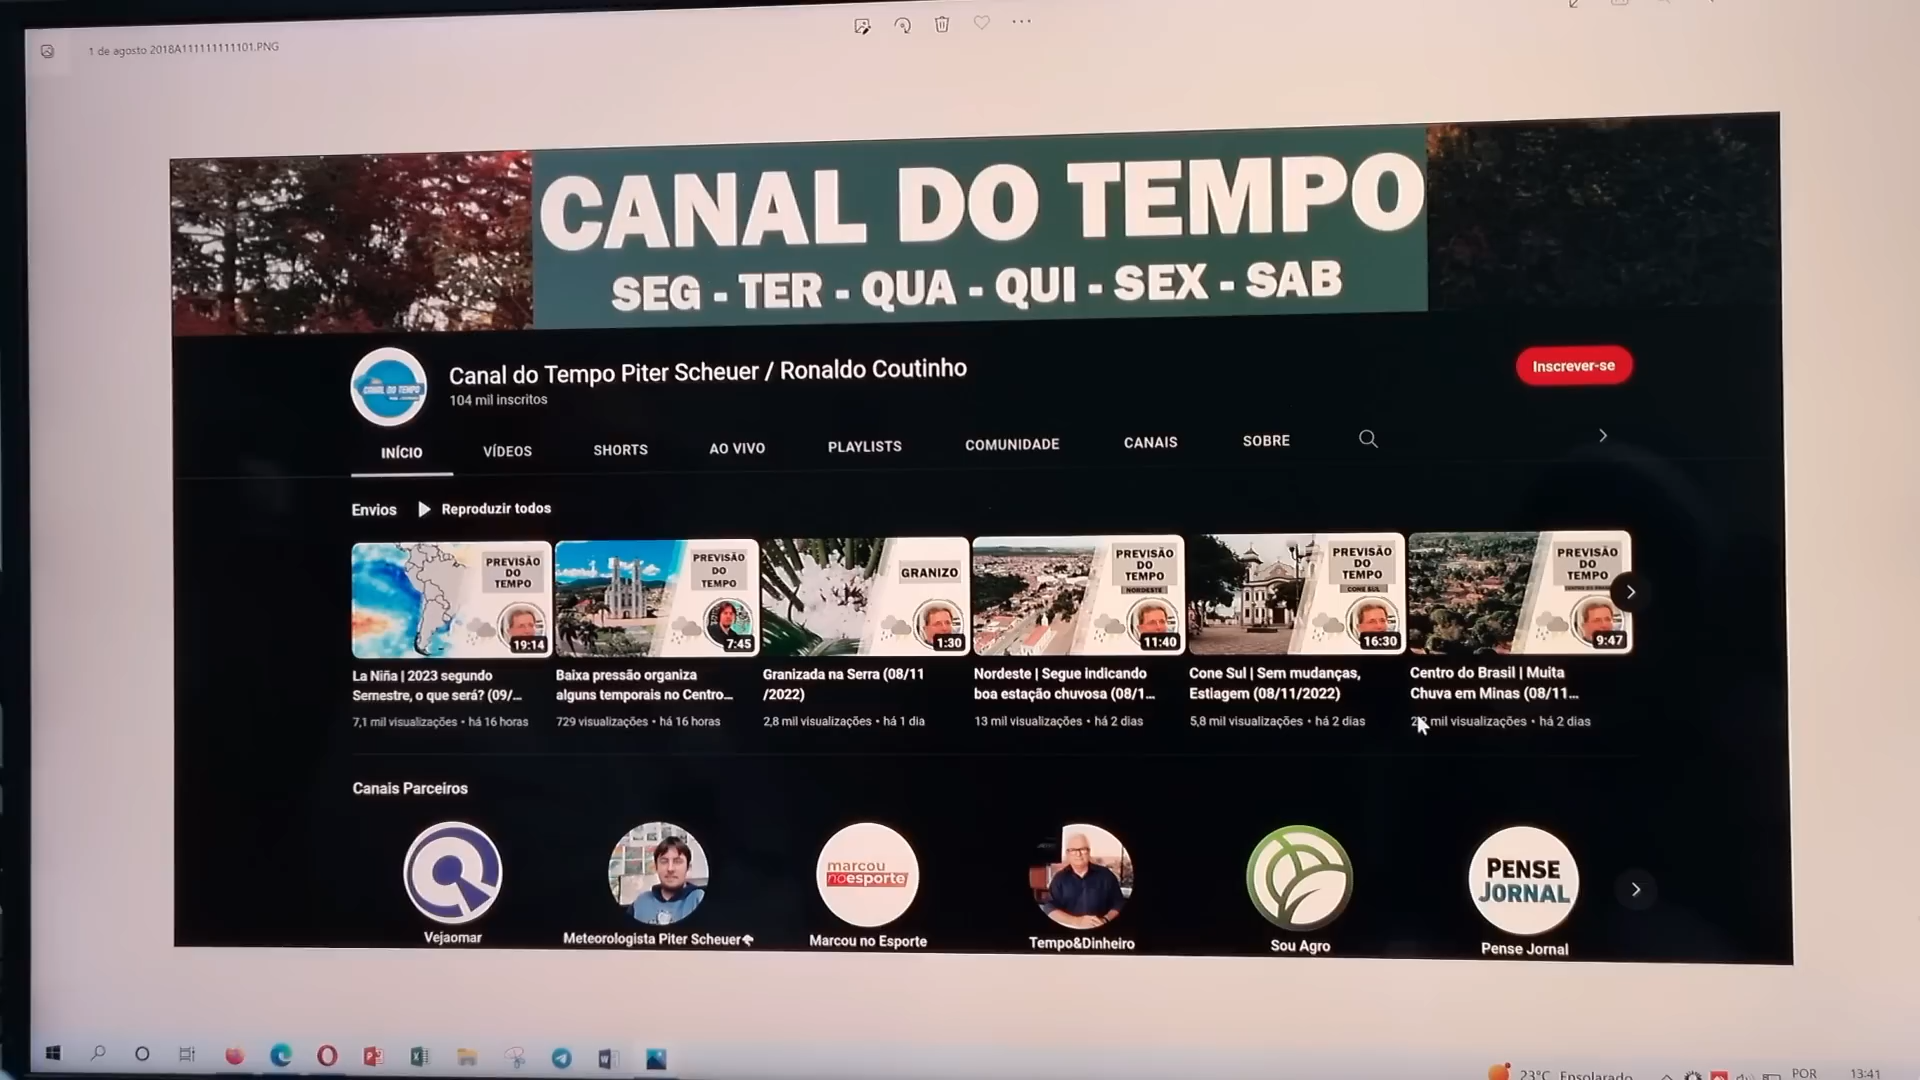 1 de agosto 2018A111111111101.PNG
CANAL DO TEMPO
SEG - TER - QUA - QUI - SEX - SAB
CANAL DO TEMPO
Canal do Tempo Piter Scheuer / Ronaldo Coutinho
104 mil inscritos
Inscrever-se
INÍCIO VÍDEOS SHORTS AO VIVO PLAYLISTS COMUNIDADE CANAIS SOBRE
Envios Reproduzir todos
PREVISÃO
DO
TEMPO
19:14
PREVISÃO
DO
TEMPO
7:45
GRANIZO
1:30
PREVISÃO
DO
TEMPO
NORDESTE
11:40
PREVISÃO
DO
TEMPO
CONE SUL
16:30
PREVISÃO
DO
TEMPO
9:47
La Niña | 2023 segundo
Semestre, o que será? (09/...
7,1 mil visualizações • há 16 horas
Baixa pressão organiza
alguns temporais no Centro...
729 visualizações • há 16 horas
Granizada na Serra (08/11
/2022)
2,8 mil visualizações • há 1 dia
Nordeste | Segue indicando
boa estação chuvosa (08/1...
13 mil visualizações • há 2 dias
Cone Sul | Sem mudanças,
Estiagem (08/11/2022)
5,8 mil visualizações • há 2 dias
Centro do Brasil | Muita
Chuva em Minas (08/11...
mil visualizações • há 2 dias
Canais Parceiros
marcou
noesporte
PENSE
JORNAL
Vejaomar
Meteorologista Piter Scheuer
Marcou no Esporte
Tempo&Dinheiro
Sou Agro
Pense Jornal
23°C Ensolarado POR 13:41